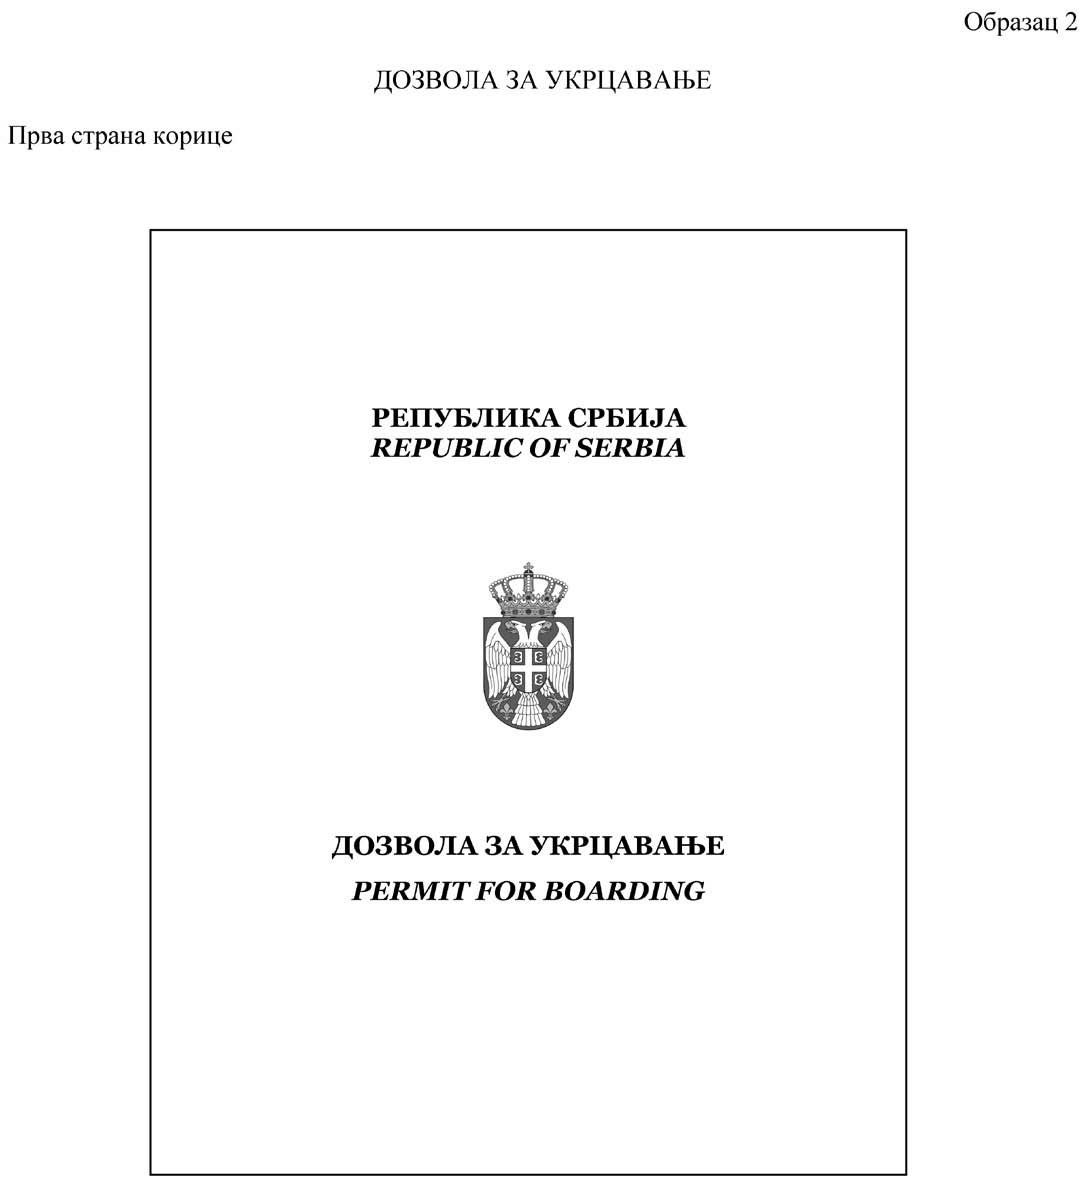 Образац 2
ДОЗВОЛА ЗА УКРЦАВАЊЕ
Прва страна корице
РЕПУБЛИКА СРБИЈА
REPUBLIC OF SERBIA
ДОЗВОЛА ЗА УКРЦАВАЊЕ
PERMIT FOR BOARDING